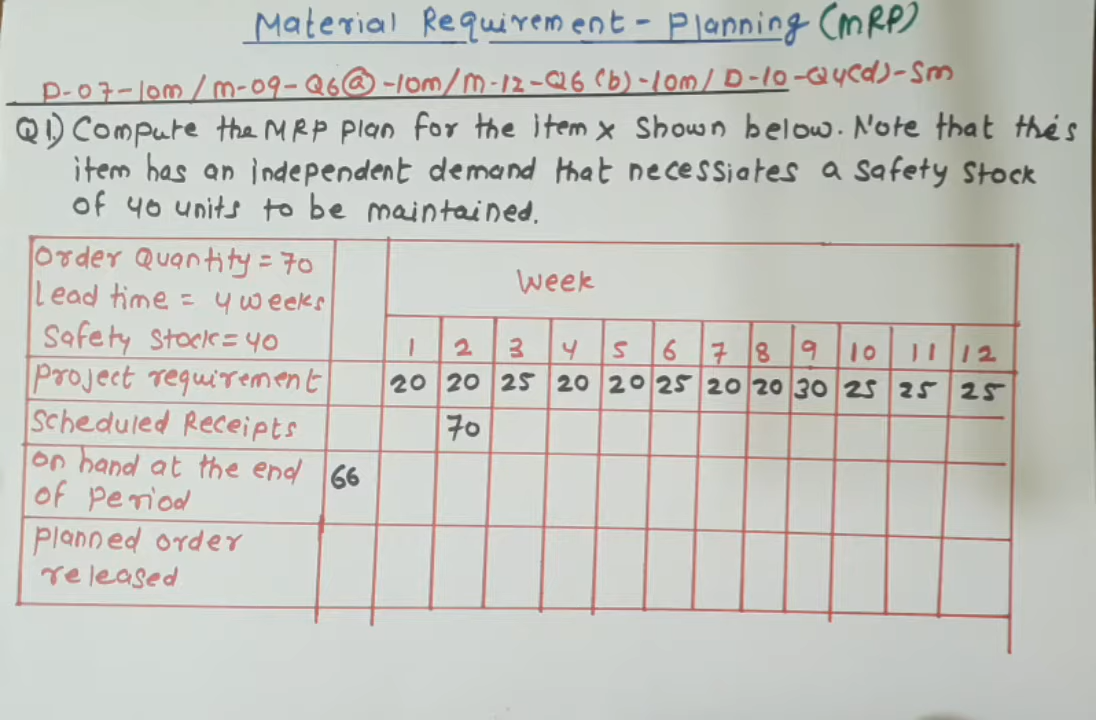 Material Requirement - Planning (MRP)
D-07-10m / m-09-Q6@-10m/m-12-Q6 (b)-10m/ D-10-Q4(d)-5m
Q1) Compute the MRP plan for the item x shown below. Note that this
item has an independent demand that necessiates a safety stock
of 40 units to be maintained.
Order Quantity = 70
Lead time = 4 weeks
Safety Stock = 40
Week
1 2 3 4 5 6 7 8 9 10 11 12
Project requirement 20 20 25 20 20 25 20 20 30 25 25 25
Scheduled Receipts 70
on hand at the end 66
of Period
Planned order
released